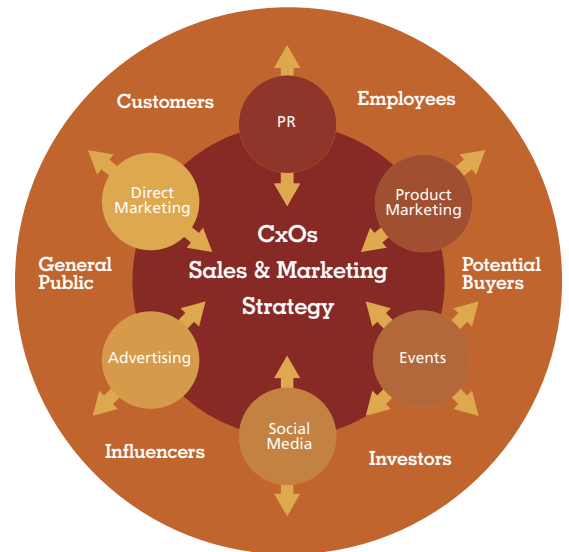 Customers
Employees
PR
Direct
Marketing
Product
Marketing
CxOs
Sales & Marketing
Strategy
General
Public
Potential
Buyers
Advertising
Events
Social
Media
Influencers
Investors